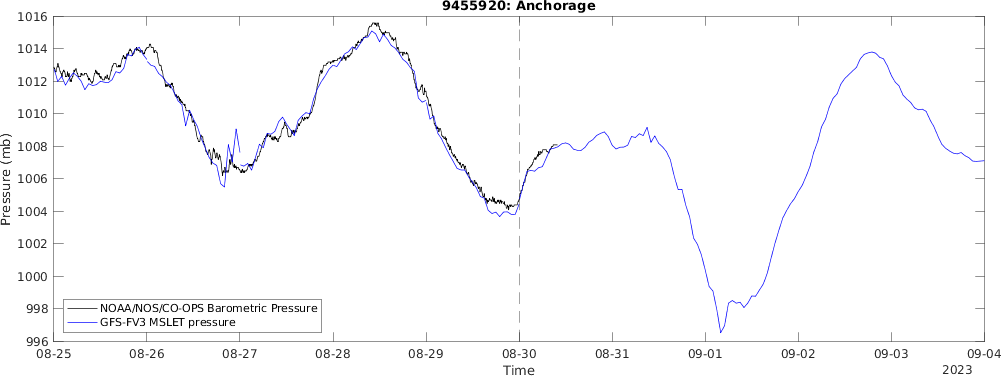 9455920: Anchorage
1016
1014
1012
1010
1008
1006
1004
1002
1000
998
996
Pressure (mb)
NOAA/NOS/CO-OPS Barometric Pressure
GFS-FV3 MSLET pressure
08-25 08-26 08-27 08-28 08-29 08-30 08-31 09-01 09-02 09-03 09-04
Time
2023